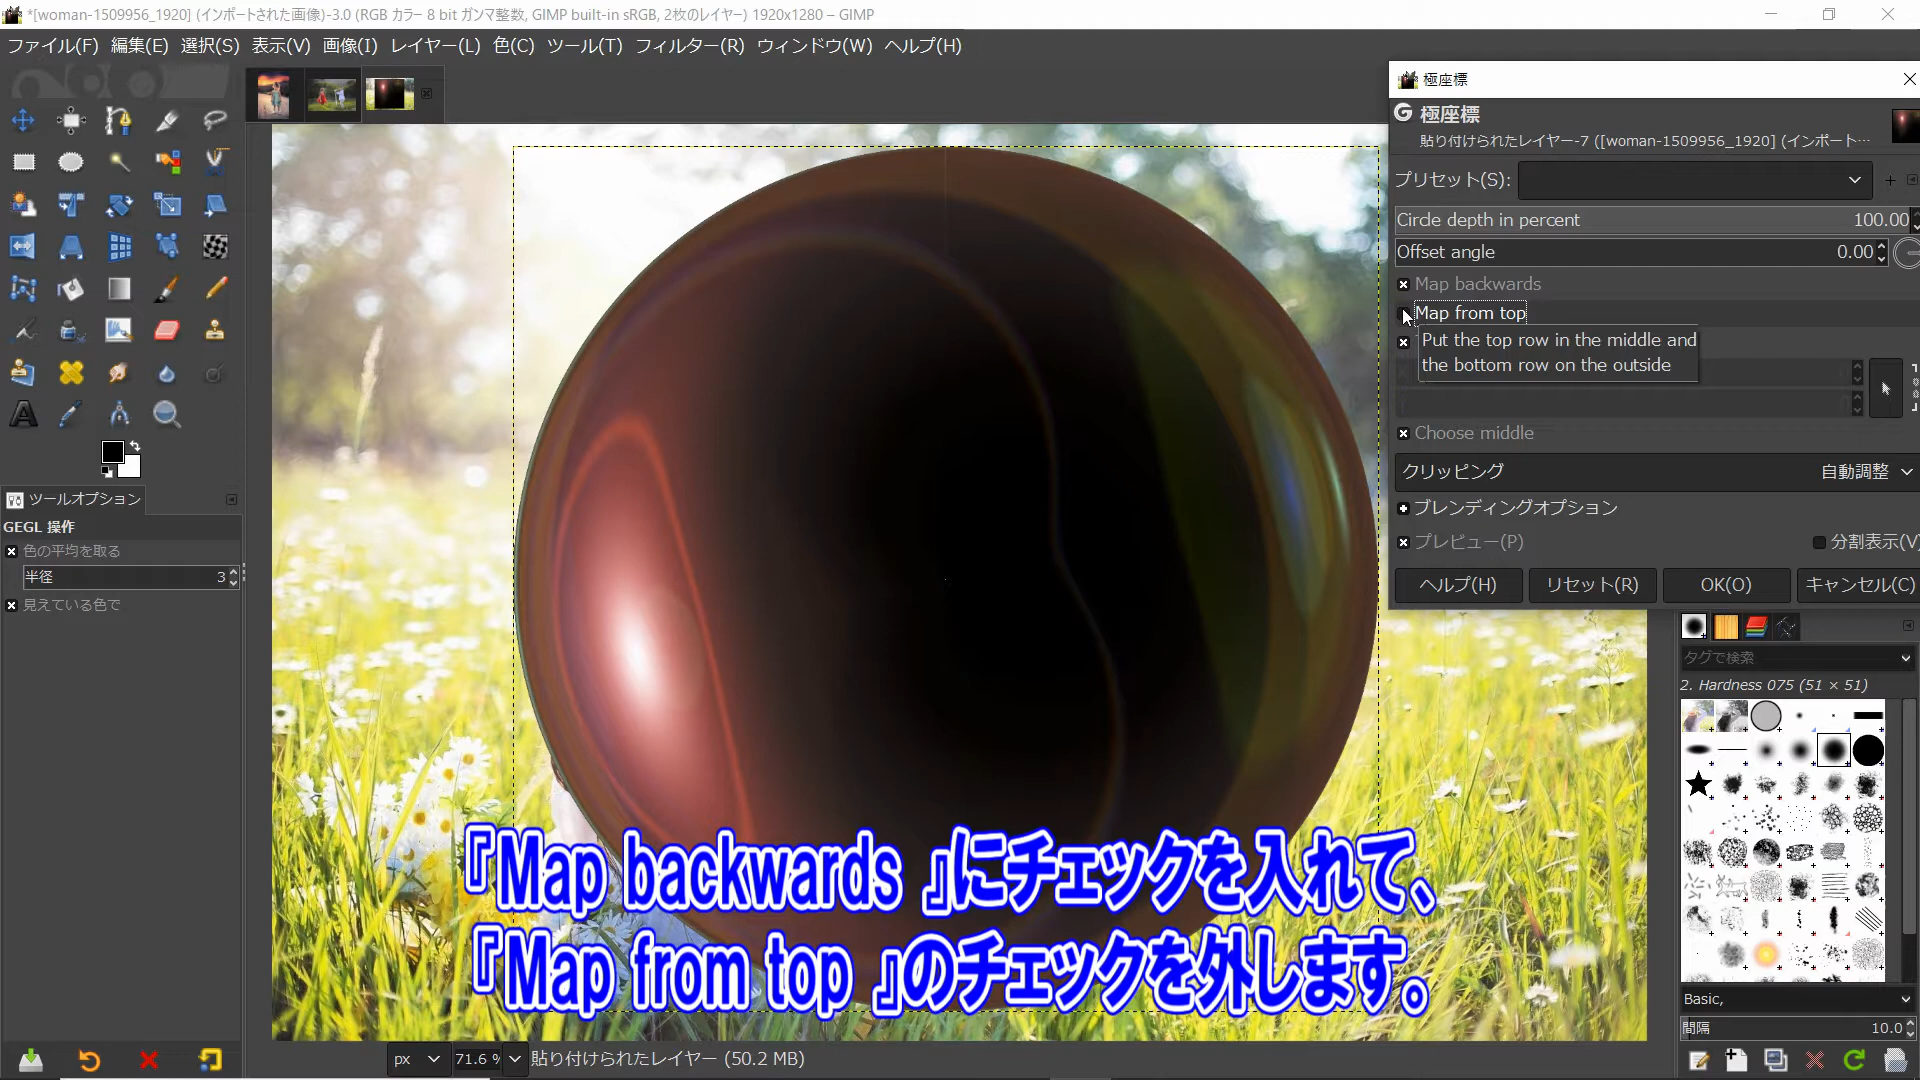 *[woman-1509956_1920] (インポートされた画像)-3.0 (RGB カラー 8 bit ガンマ整数, GIMP built-in sRGB, 2枚のレイヤー) 1920x1280 – GIMP
ファイル(F) 編集(E) 選択(S) 表示(V) 画像(I) レイヤー(L) 色(C) ツール(T) フィルター(R) ウィンドウ(W) ヘルプ(H)
ツールオプション
GEGL 操作
色の平均を取る
半径 3
見えている色で
極座標
極座標
貼り付けられたレイヤー-7 ([woman-1509956_1920] (インポート…
プリセット(S):
Circle depth in percent 100.00
Offset angle 0.00
Map backwards
Map from top
Put the top row in the middle and
the bottom row on the outside
Choose middle
クリッピング 自動調整
ブレンディングオプション
プレビュー(P) 分割表示(V)
ヘルプ(H) リセット(R) OK(O) キャンセル(C)
タグで検索
2. Hardness 075 (51 × 51)
Basic,
間隔 10.0
『Map backwards 』にチェックを入れて、
『Map from top 』のチェックを外します。
px 71.6 % 貼り付けられたレイヤー (50.2 MB)